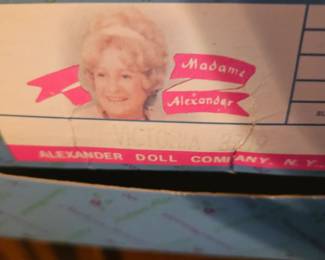 Madame
Alexander
ALEXANDER DOLL COMPANY, N. Y.